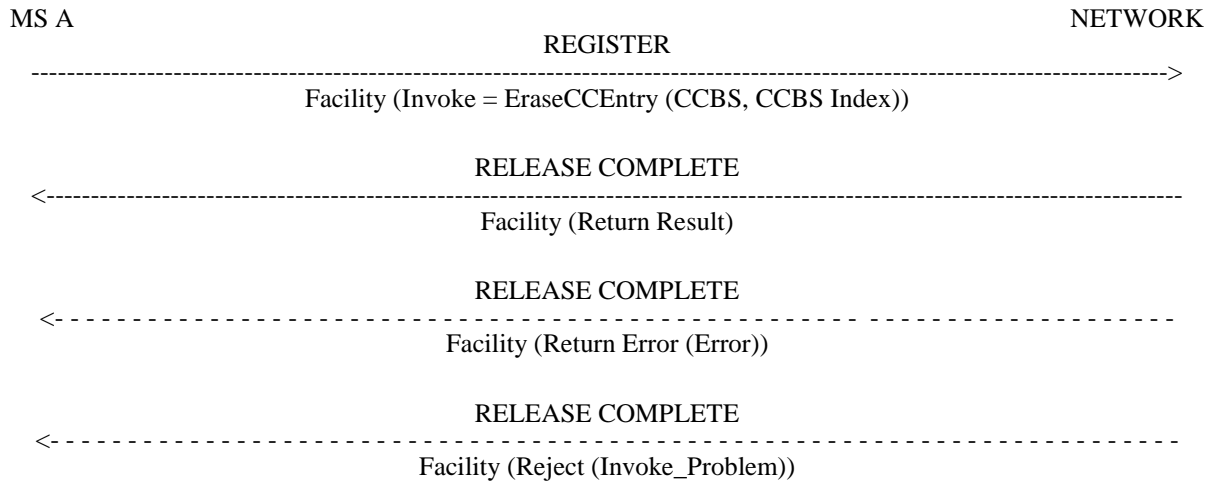 MS A NETWORK
REGISTER
------------------------------------------------------------------------------------------------------------------------------->
Facility (Invoke = EraseCCEntry (CCBS, CCBS Index))
RELEASE COMPLETE
<-------------------------------------------------------------------------------------------------------------------------------
Facility (Return Result)
RELEASE COMPLETE
<- - - - - - - - - - - - - - - - - - - - - - - - - - - - - - - - - - - - - - - - - - - - - - - - - - - - - - - - - - - - - -
Facility (Return Error (Error))
RELEASE COMPLETE
<- - - - - - - - - - - - - - - - - - - - - - - - - - - - - - - - - - - - - - - - - - - - - - - - - - - - - - - - - - - - - -
Facility (Reject (Invoke_Problem))